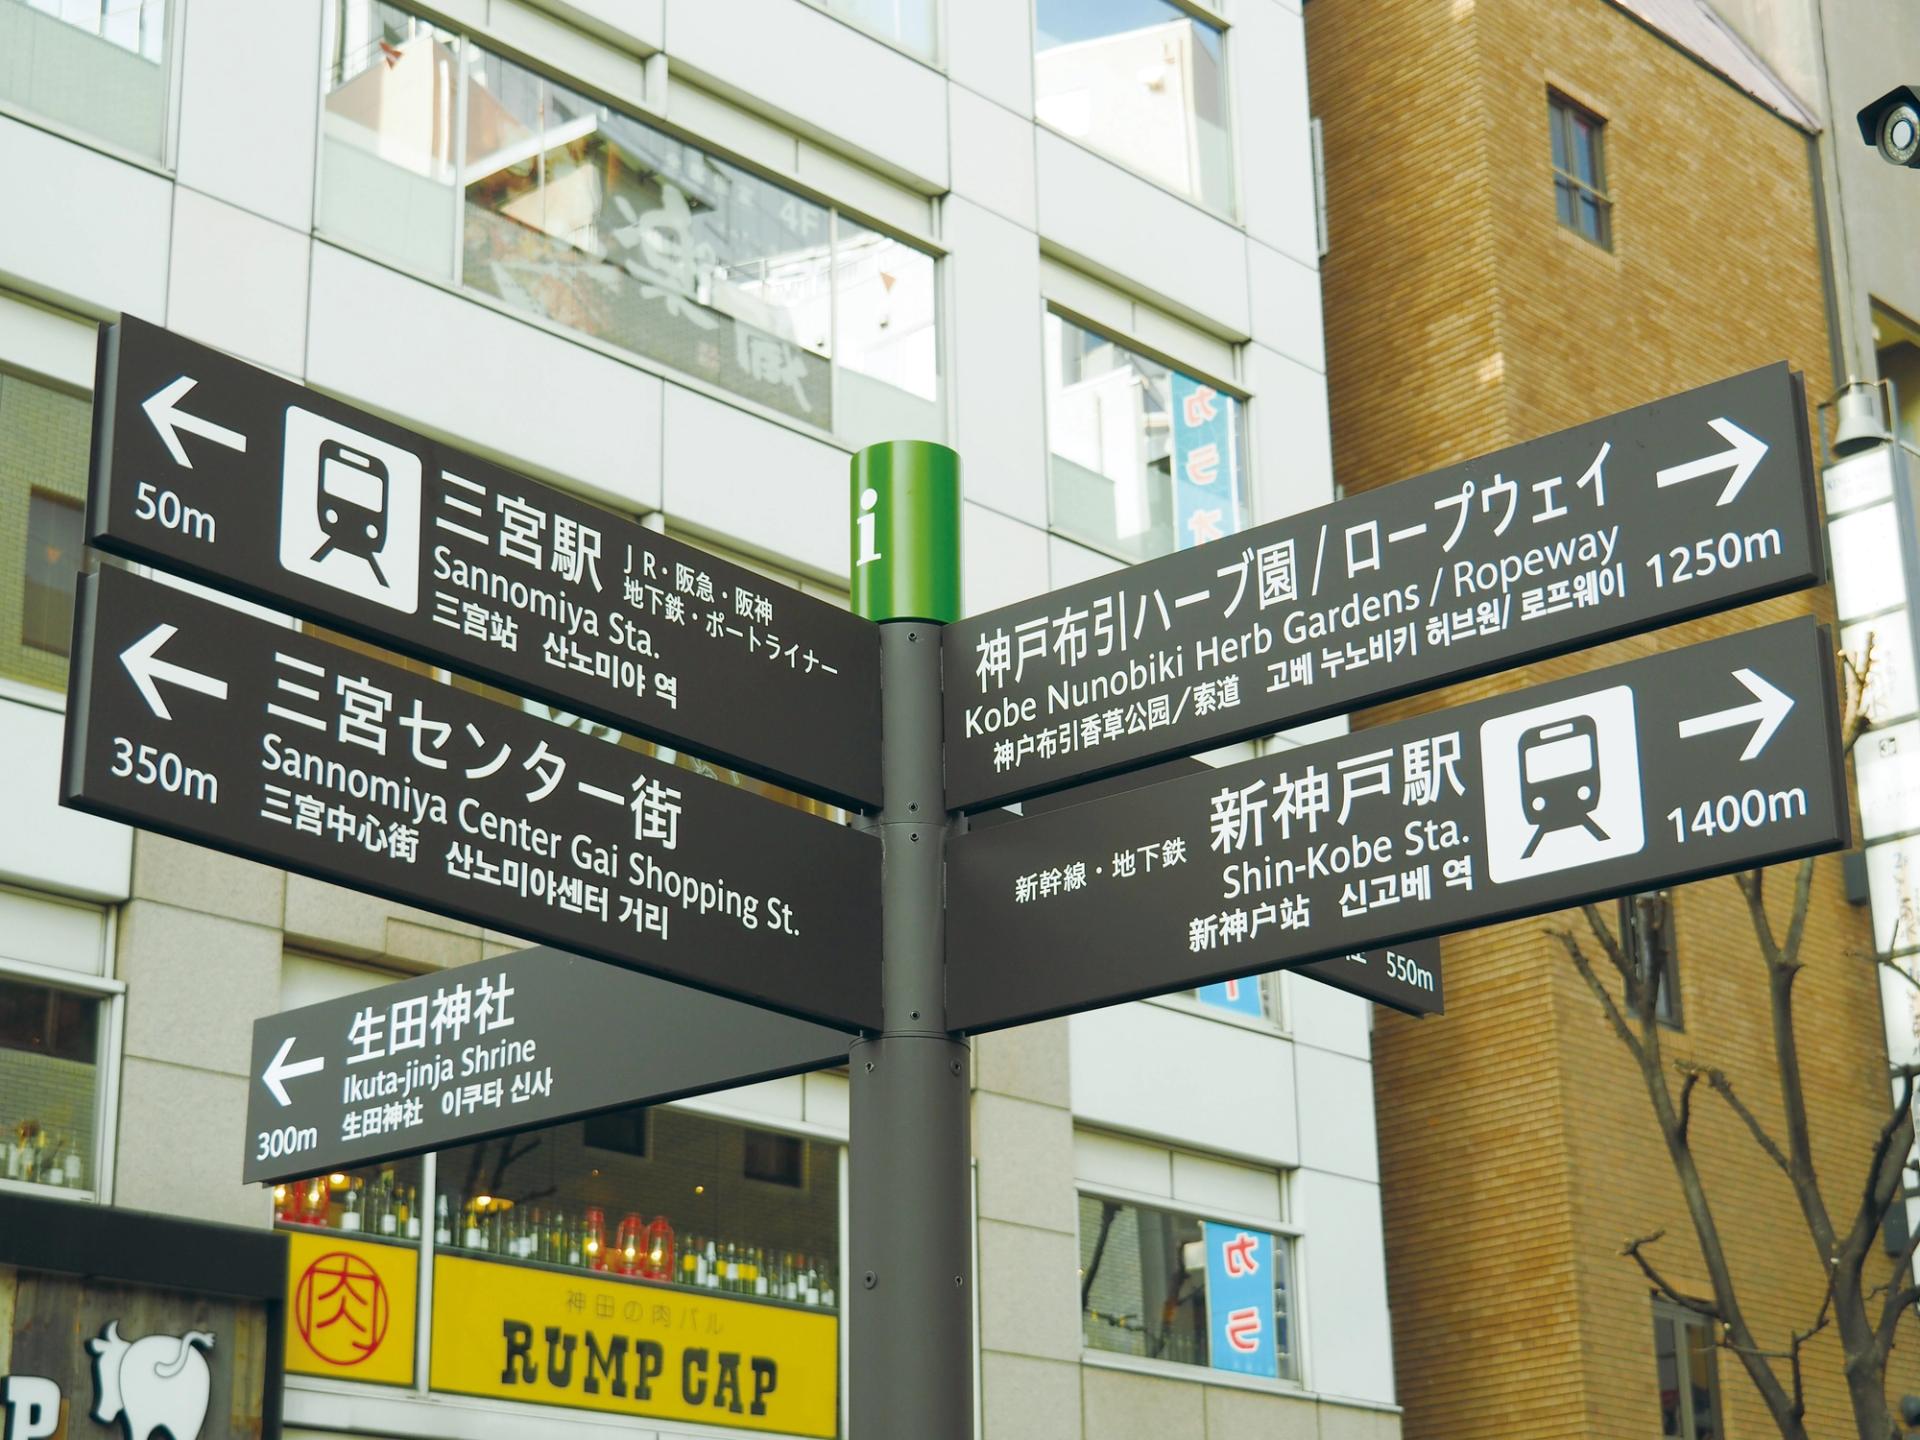 50m
三宮駅
JR・阪急・阪神
地下鉄・ポートライナー
Sannomiya Sta.
三宮站 산노미야 역
350m
三宮センター街
Sannomiya Center Gai Shopping St.
三宮中心街 산노미야센터 거리
300m
生田神社
Ikuta-jinja Shrine
生田神社 이쿠타 신사
i
神戸布引ハーブ園/ロープウェイ
Kobe Nunobiki Herb Gardens / Ropeway
神户布引香草公园/索道 고베 누노비키 허브원/ 로프웨이
1250m
新幹線・地下鉄
新神戸駅
Shin-Kobe Sta.
新神户站 신고베 역
1400m
550m
4F
カラオ
カラ
肉
神田の肉バル
RUMP CAP
P